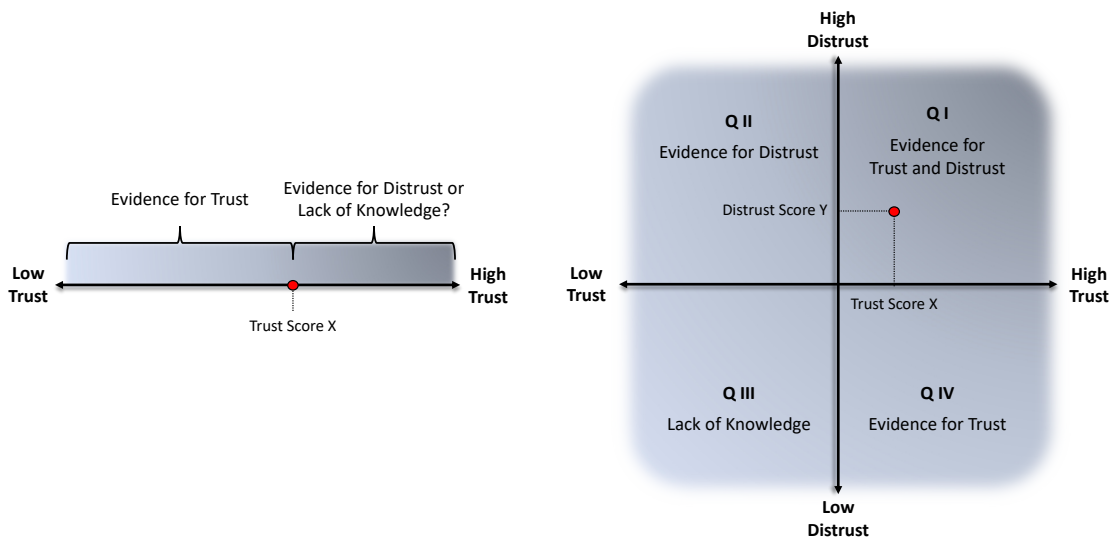 Evidence for Trust
Evidence for Distrust or
Lack of Knowledge?
Low
Trust
High
Trust
Trust Score X
High
Distrust
Q II
Evidence for Distrust
Q I
Evidence for
Trust and Distrust
Distrust Score Y
Low
Trust
High
Trust
Trust Score X
Q III
Lack of Knowledge
Q IV
Evidence for Trust
Low
Distrust